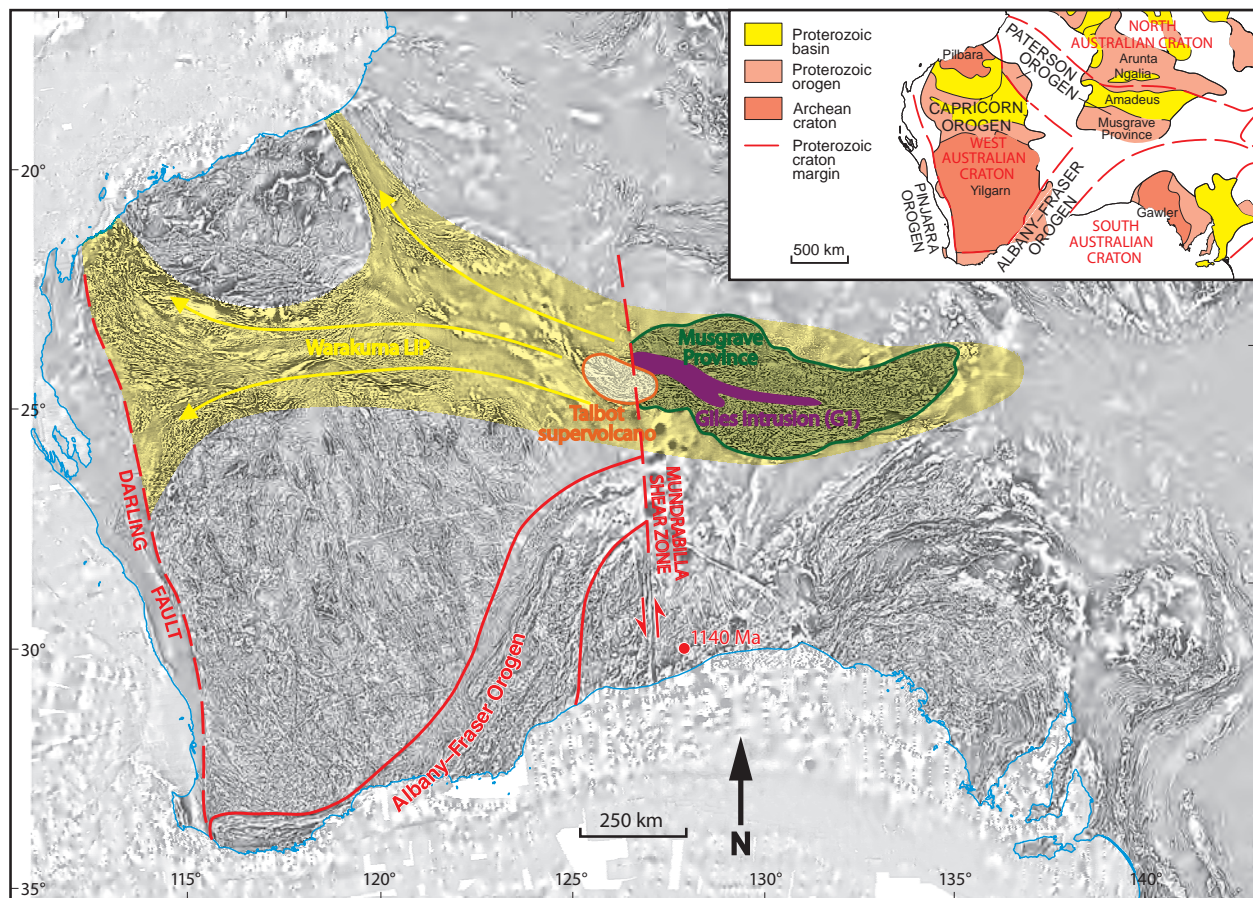 Proterozoic
basin
Proterozoic
orogen
Archean
craton
Proterozoic
craton
margin
500 km
Pilbara
PATERSON
OROGEN
NORTH
AUSTRALIAN CRATON
Arunta
Ngalia
Amadeus
Musgrave
Province
CAPRICORN
OROGEN
WEST
AUSTRALIAN
CRATON
Yilgarn
PINJARRA
OROGEN
ALBANY–FRASER
OROGEN
Gawler
SOUTH
AUSTRALIAN
CRATON
20°
25°
30°
35°
Warakurna LIP
Musgrave
Province
Talbot
supervolcano
Giles intrusion (G1)
MUNDRABILLA
SHEAR ZONE
DARLING
FAULT
1140 Ma
Albany–Fraser Orogen
250 km
N
115°
120°
125°
130°
135°
140°